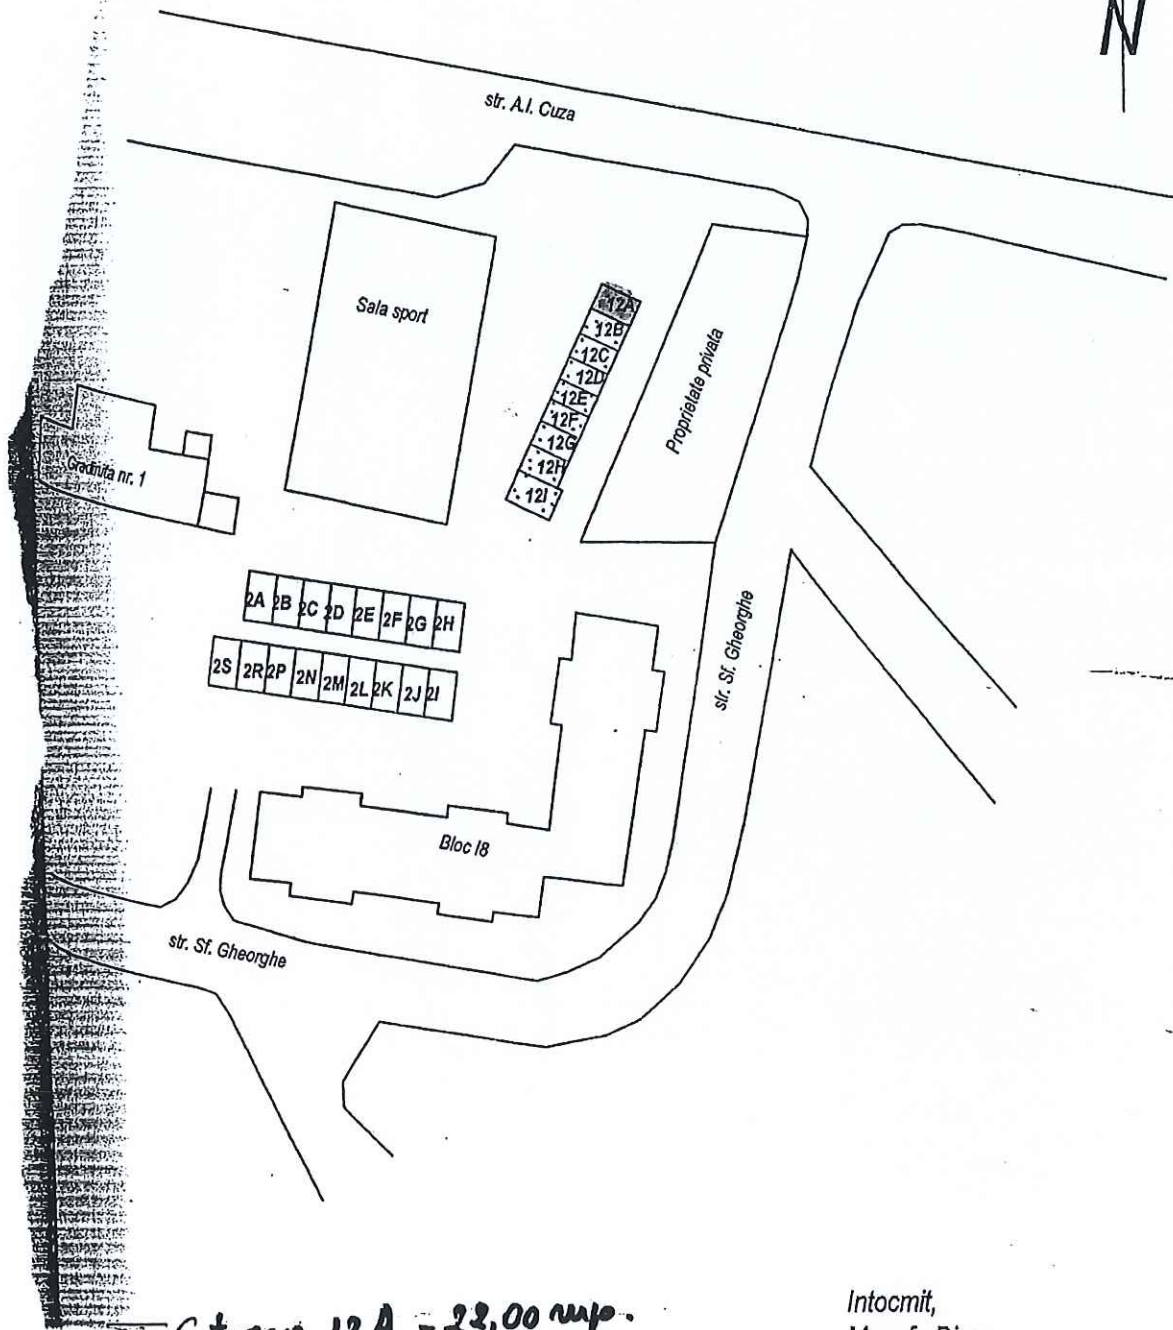 N
str. A.I. Cuza
Sala sport
12A
12B
12C
12D
12E
12F
12G
12H
12I
Proprietate privata
Gradinita nr. 1
2A 2B 2C 2D 2E 2F 2G 2H
2S 2R 2P 2N 2M 2L 2K 2J 2I
str. Sf. Gheorghe
Bloc I8
str. Sf. Gheorghe
12A = 22,00 mp.
Intocmit,